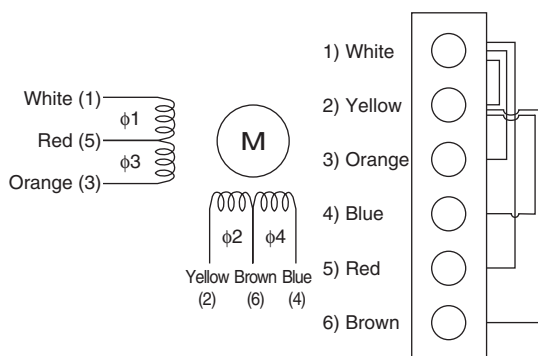 White (1)
ϕ1
Red (5)
ϕ3
Orange (3)
M
ϕ2
ϕ4
Yellow Brown Blue
(2) (6) (4)
1) White
2) Yellow
3) Orange
4) Blue
5) Red
6) Brown